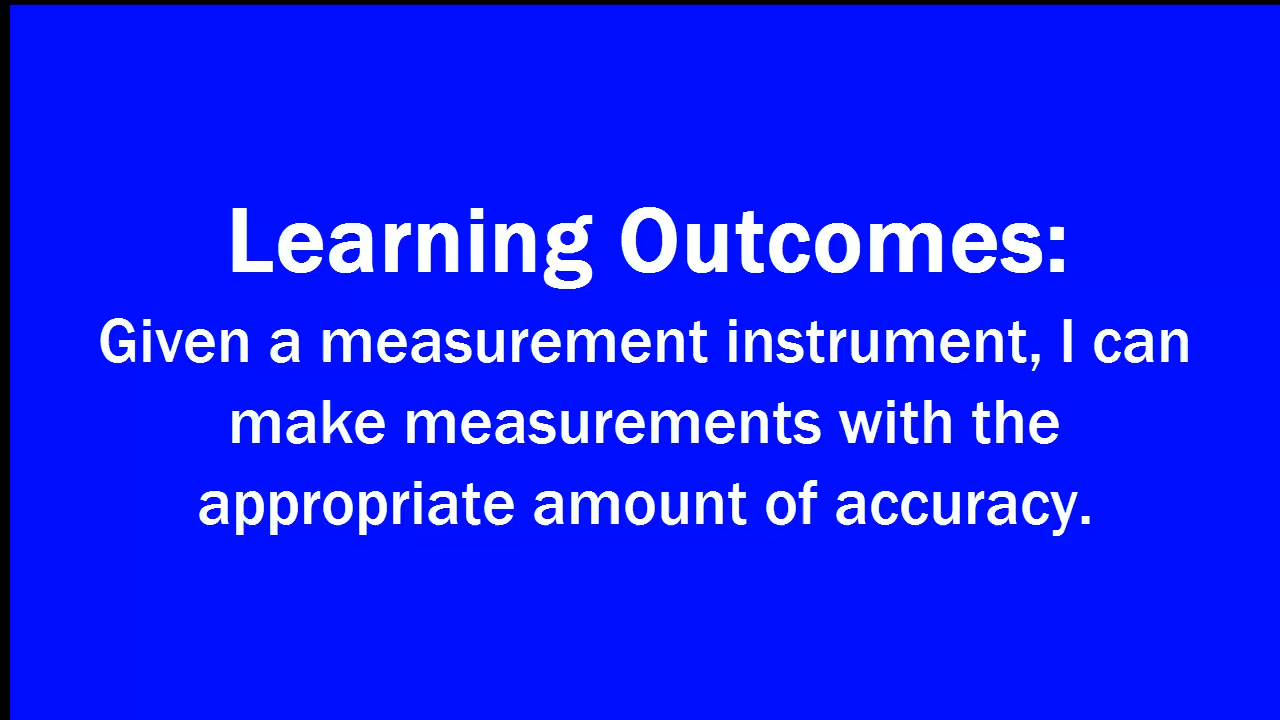 Learning Outcomes:
Given a measurement instrument, I can
make measurements with the
appropriate amount of accuracy.